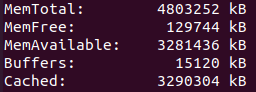 MemTotal:        4803252 kB
MemFree:          129744 kB
MemAvailable:    3281436 kB
Buffers:           15120 kB
Cached:          3290304 kB